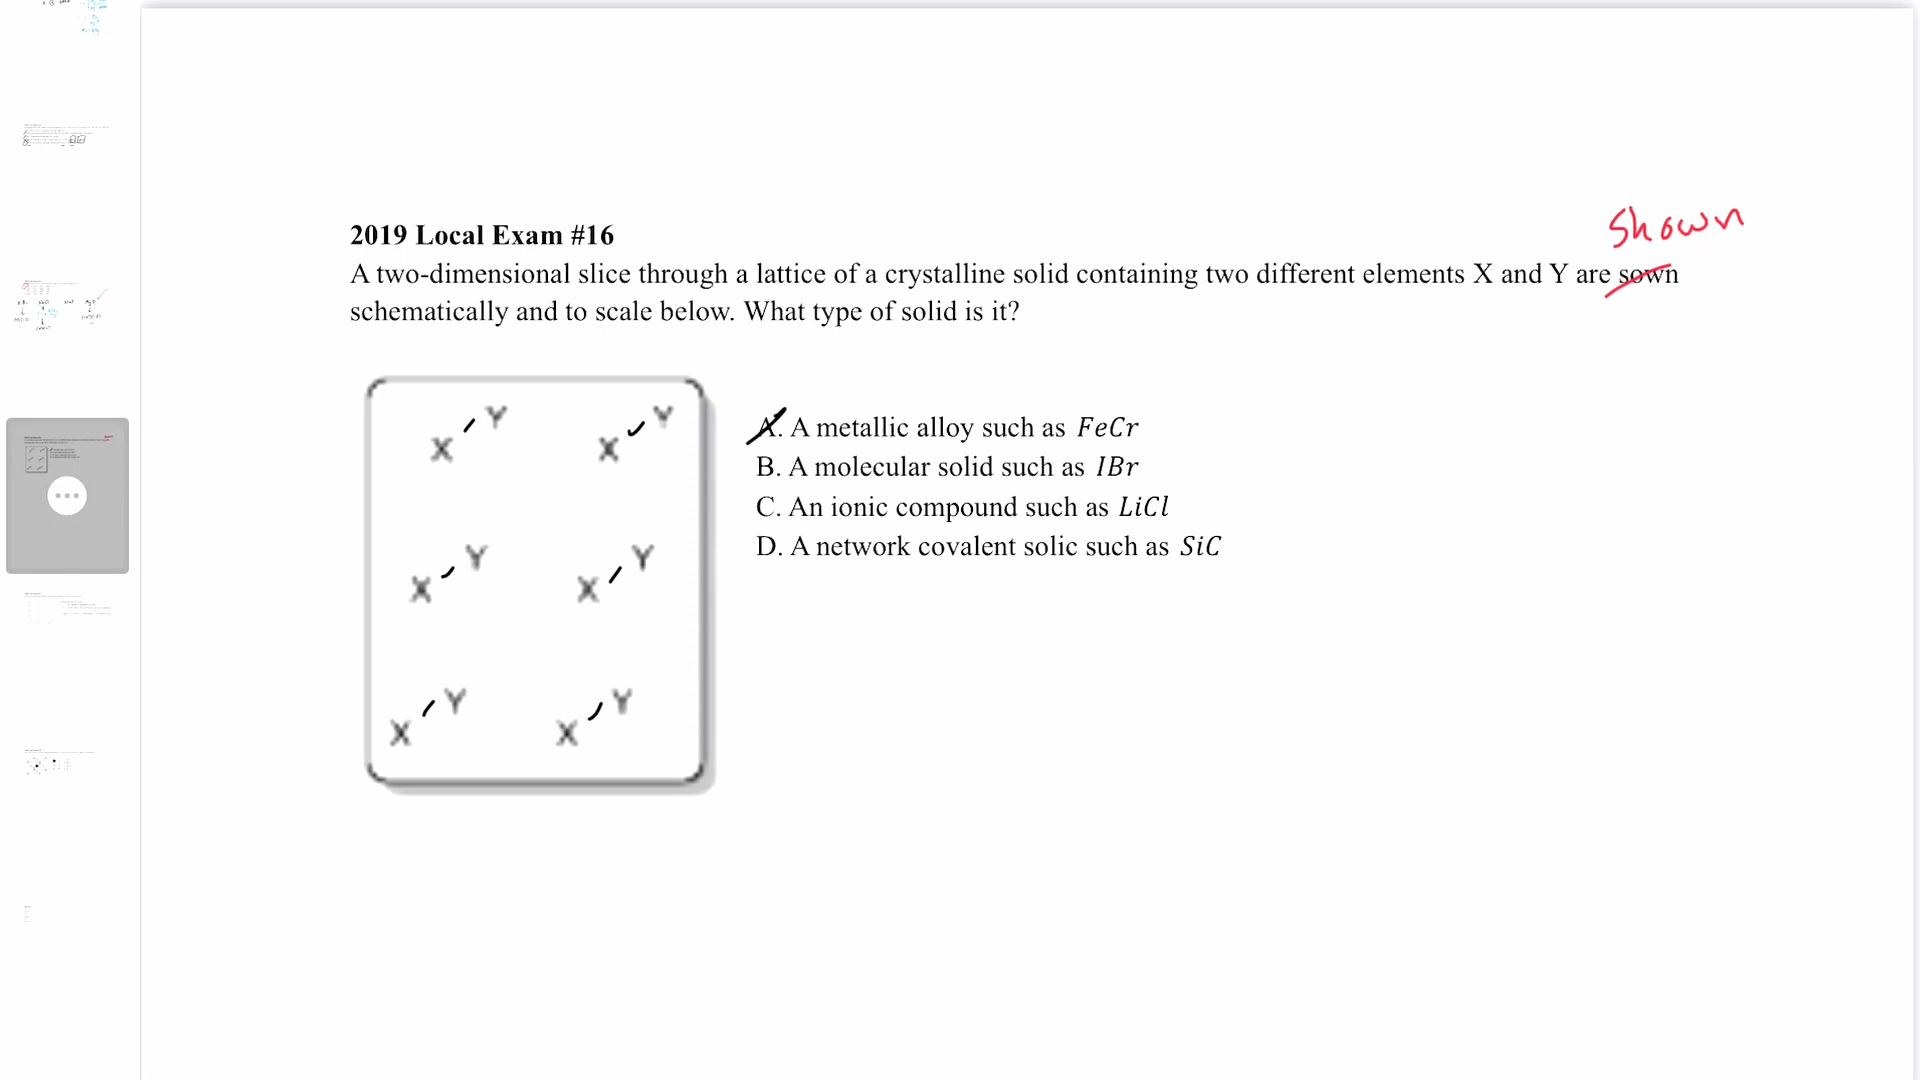 Shown
2019 Local Exam #16
A two-dimensional slice through a lattice of a crystalline solid containing two different elements X and Y are sown
schematically and to scale below. What type of solid is it?
Y Y
X X
Y Y
X X
Y Y
X X
A. A metallic alloy such as FeCr
B. A molecular solid such as IBr
C. An ionic compound such as LiCl
D. A network covalent solic such as SiC